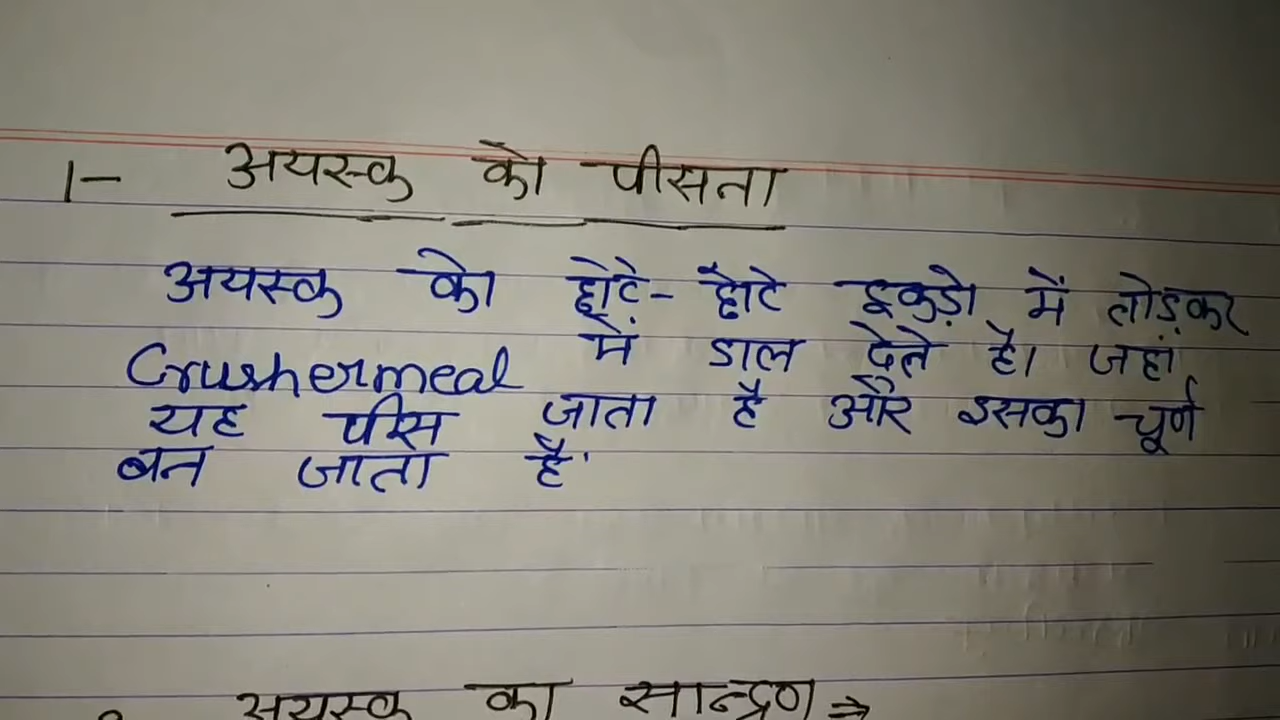 1- अयस्क को पीसना
अयस्क को छोटे-छोटे टुकड़ो में तोड़कर
Crushermeal में डाल देते है। जहां
यह पीस जाता है और इसका चूर्ण
बन जाता है.
अयस्क का सान्द्रण ⇒